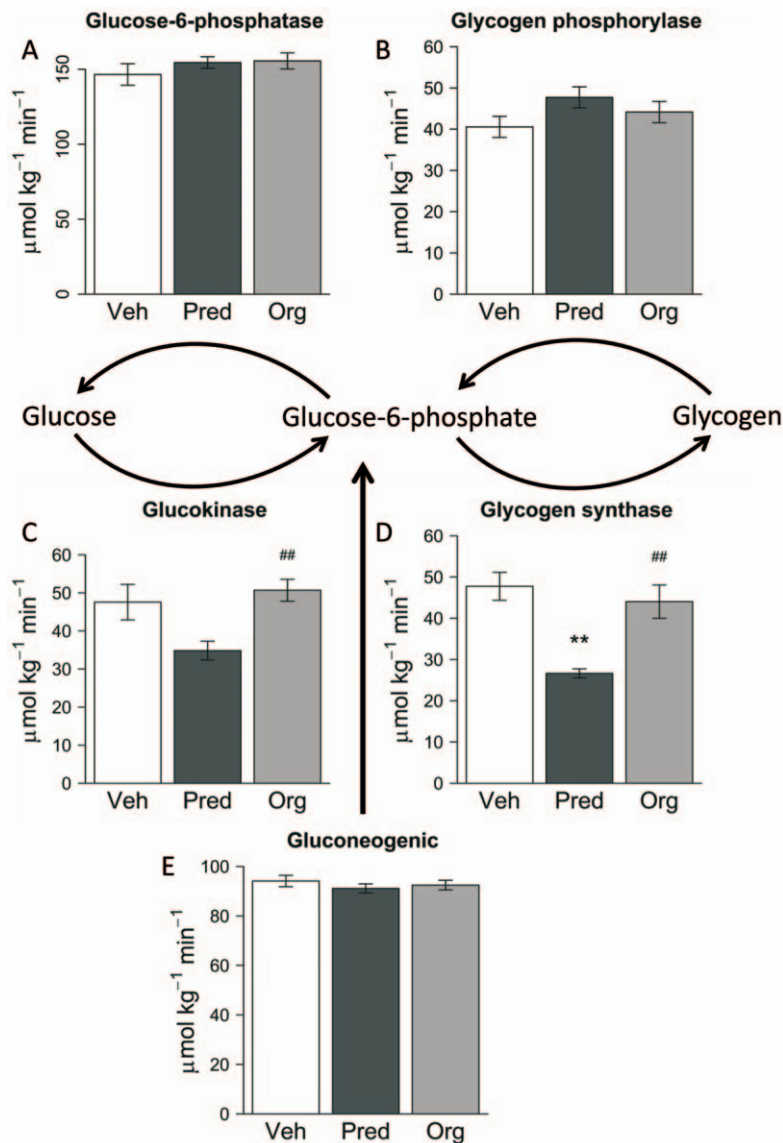 Glucose-6-phosphatase
A
μmol kg⁻¹ min⁻¹
150
100
50
0
Veh Pred Org
Glycogen phosphorylase
B
μmol kg⁻¹ min⁻¹
60
50
40
30
20
10
0
Veh Pred Org
Glucose Glucose-6-phosphate Glycogen
Glucokinase
C
μmol kg⁻¹ min⁻¹
60
50
40
30
20
10
0
##
Veh Pred Org
Glycogen synthase
D
μmol kg⁻¹ min⁻¹
60
50
40
30
20
10
0
**
##
Veh Pred Org
Gluconeogenic
E
μmol kg⁻¹ min⁻¹
100
80
60
40
20
0
Veh Pred Org